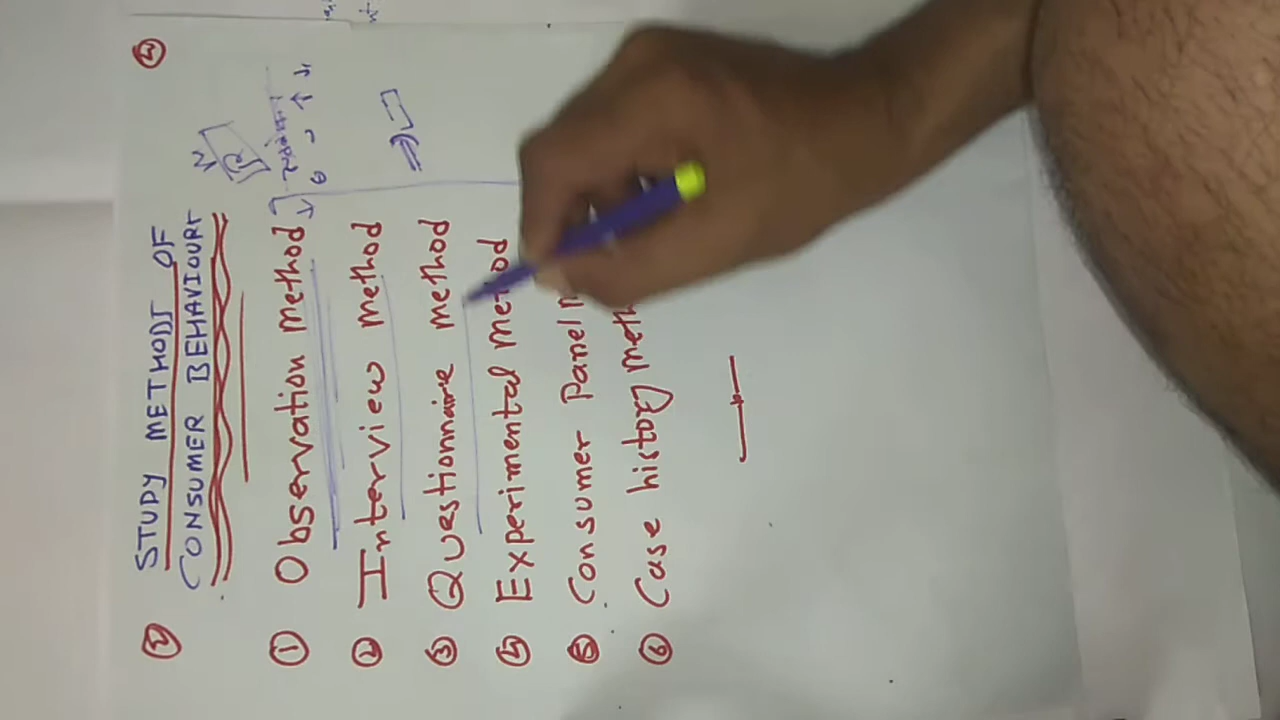 STUDY METHODS OF
CONSUMER BEHAVIOUR
① Observation Method
② Interview Method
③ Questionnaire Method
④ Experimental Method
⑤ Consumer Panel
⑥ Case history Meth